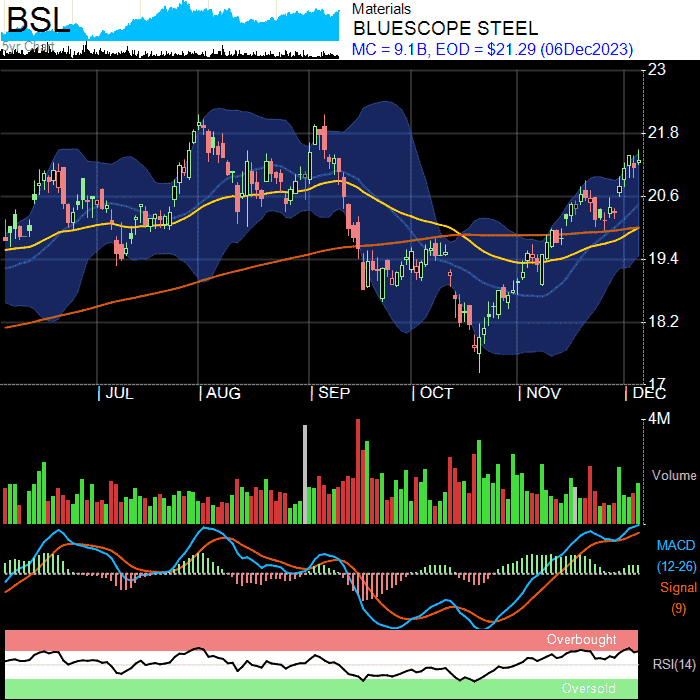 BSL
5yr Chart
Materials
BLUESCOPE STEEL
MC = 9.1B, EOD = $21.29 (06Dec2023)
23
21.8
20.6
19.4
18.2
17
| JUL | AUG | SEP | OCT | NOV | DEC
4M
Volume
MACD
(12-26)
Signal
(9)
Overbought
RSI(14)
Oversold